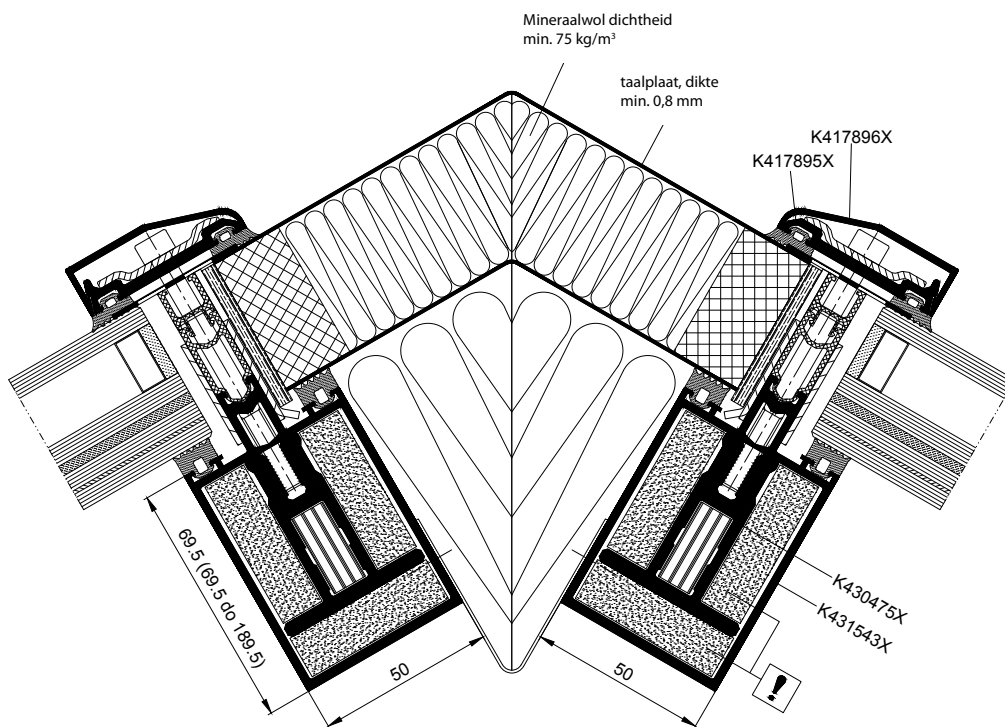 Mineraalwol dichtheid
min. 75 kg/m³
taalplaat, dikte
min. 0,8 mm
K417896X
K417895X
69.5 (69.5 do 189.5)
50
50
K430475X
K431543X
!